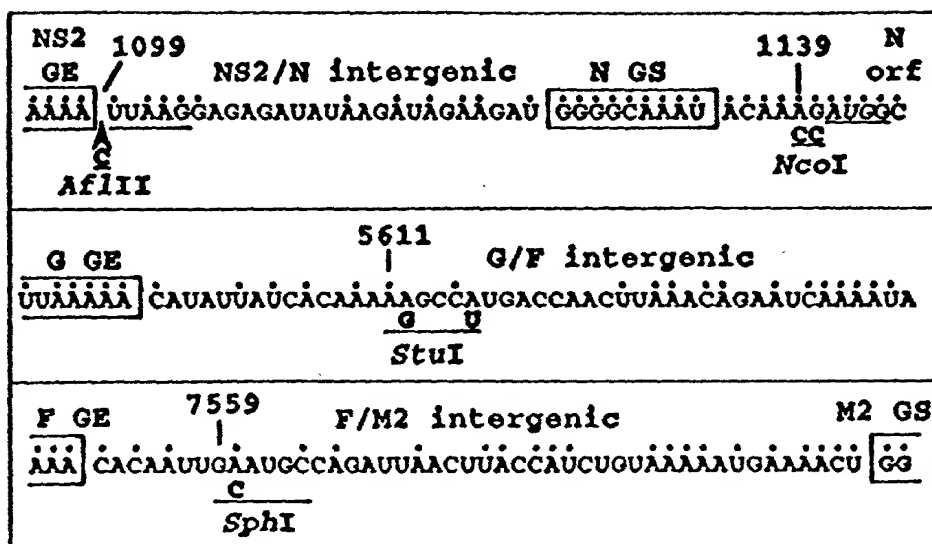 NS2 1099 1139 N
GE NS2/N intergenic N GS orf
AAAA UUAAGGAGAGAUAUAAGAUAGAAGAU GGGGCAAAU ACAAAGAUGGC
C CC
AflII NcoI
5611
G GE G/F intergenic
UUAAAAA CAUAUUAUCACAAAAAGCCAUGACCAACUUAAACAGAAUCAAAAUA
G U
StuI
7559
F GE F/M2 intergenic M2 GS
AAA CACAAUUGAAUGCCAGAUUAACUUACCAUCUGUAAAAAUGAAAACU GG
C
SphI